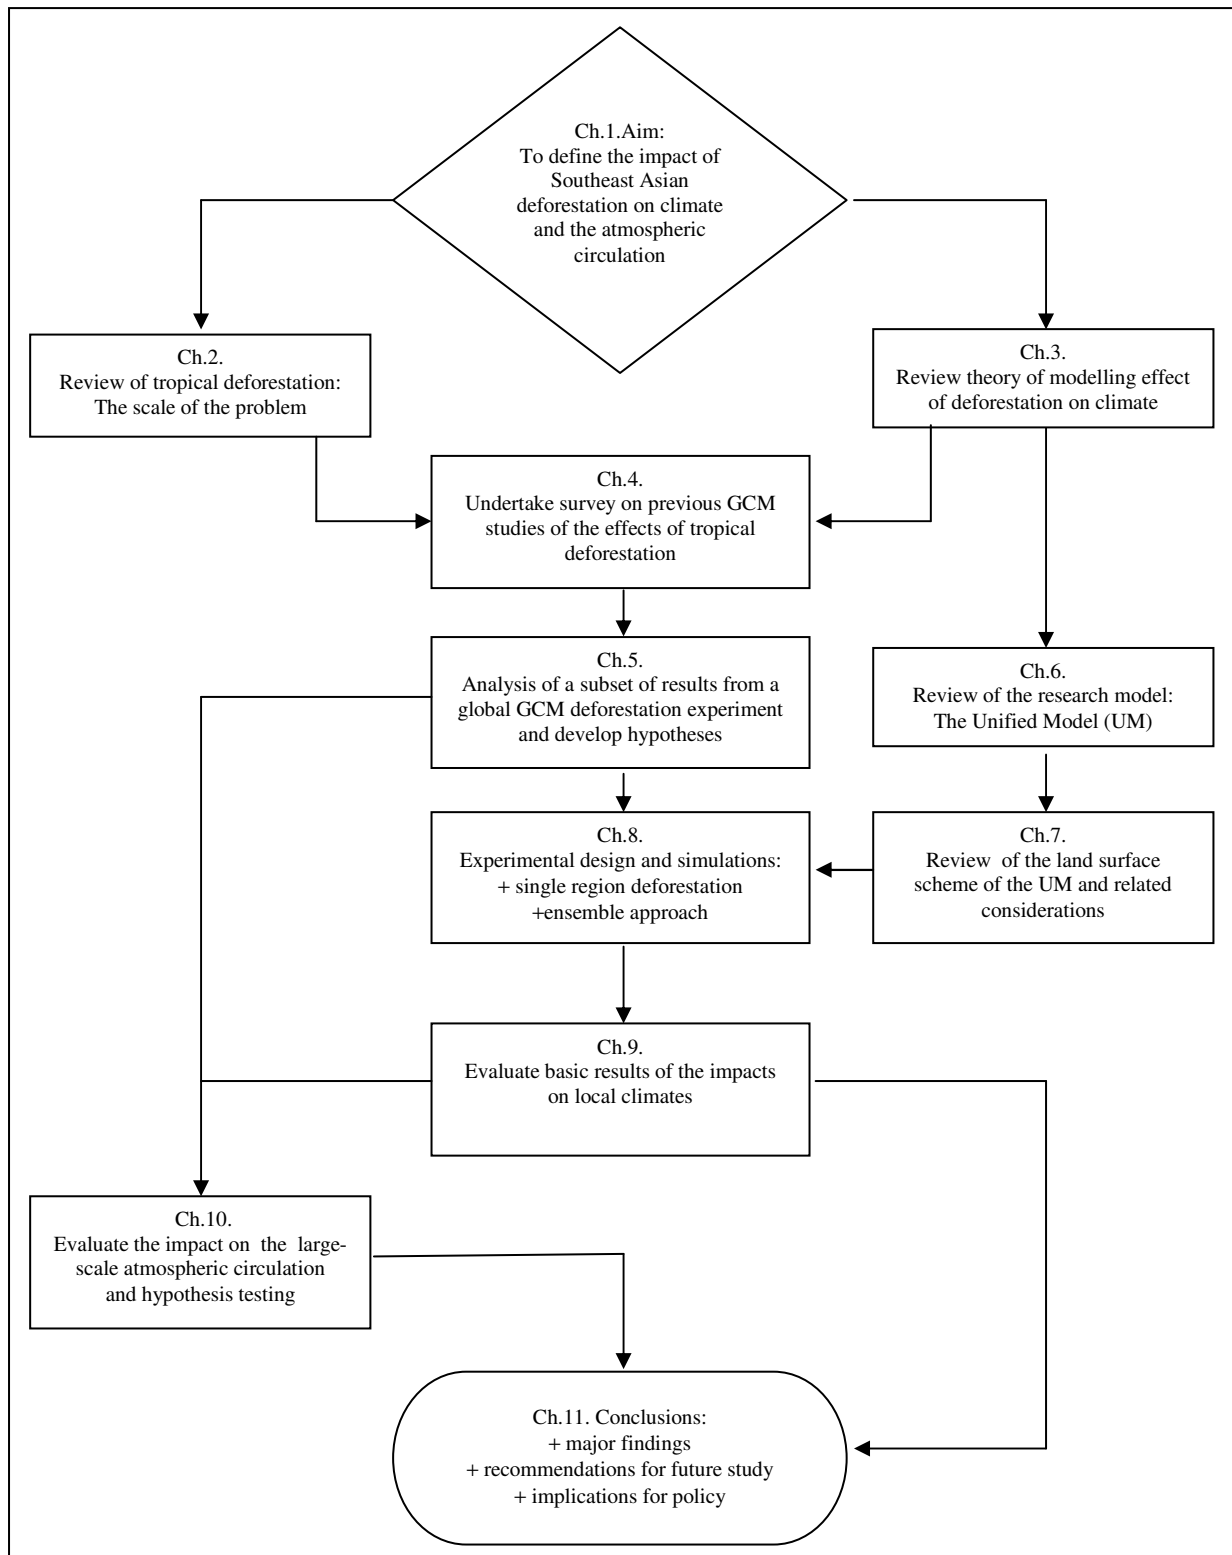 Ch.1.Aim:
To define the impact of
Southeast Asian
deforestation on climate
and the atmospheric
circulation
Ch.2.
Review of tropical deforestation:
The scale of the problem
Ch.3.
Review theory of modelling effect
of deforestation on climate
Ch.4.
Undertake survey on previous GCM
studies of the effects of tropical
deforestation
Ch.5.
Analysis of a subset of results from a
global GCM deforestation experiment
and develop hypotheses
Ch.6.
Review of the research model:
The Unified Model (UM)
Ch.8.
Experimental design and simulations:
+ single region deforestation
+ensemble approach
Ch.7.
Review of the land surface
scheme of the UM and related
considerations
Ch.9.
Evaluate basic results of the impacts
on local climates
Ch.10.
Evaluate the impact on the large-
scale atmospheric circulation
and hypothesis testing
Ch.11. Conclusions:
+ major findings
+ recommendations for future study
+ implications for policy